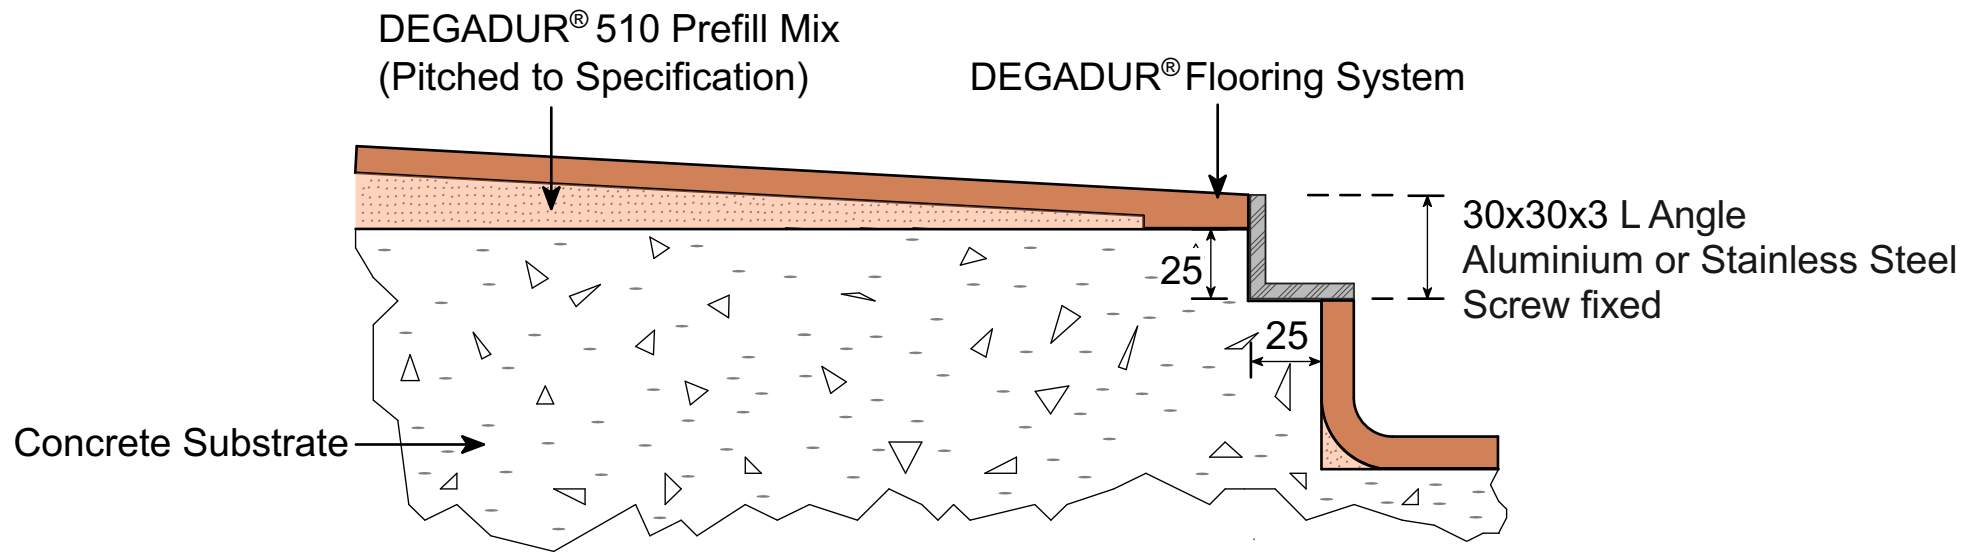 DEGADUR® 510 Prefill Mix
(Pitched to Specification)
DEGADUR® Flooring System
30x30x3 L Angle
Aluminium or Stainless Steel
Screw fixed
25
25
Concrete Substrate